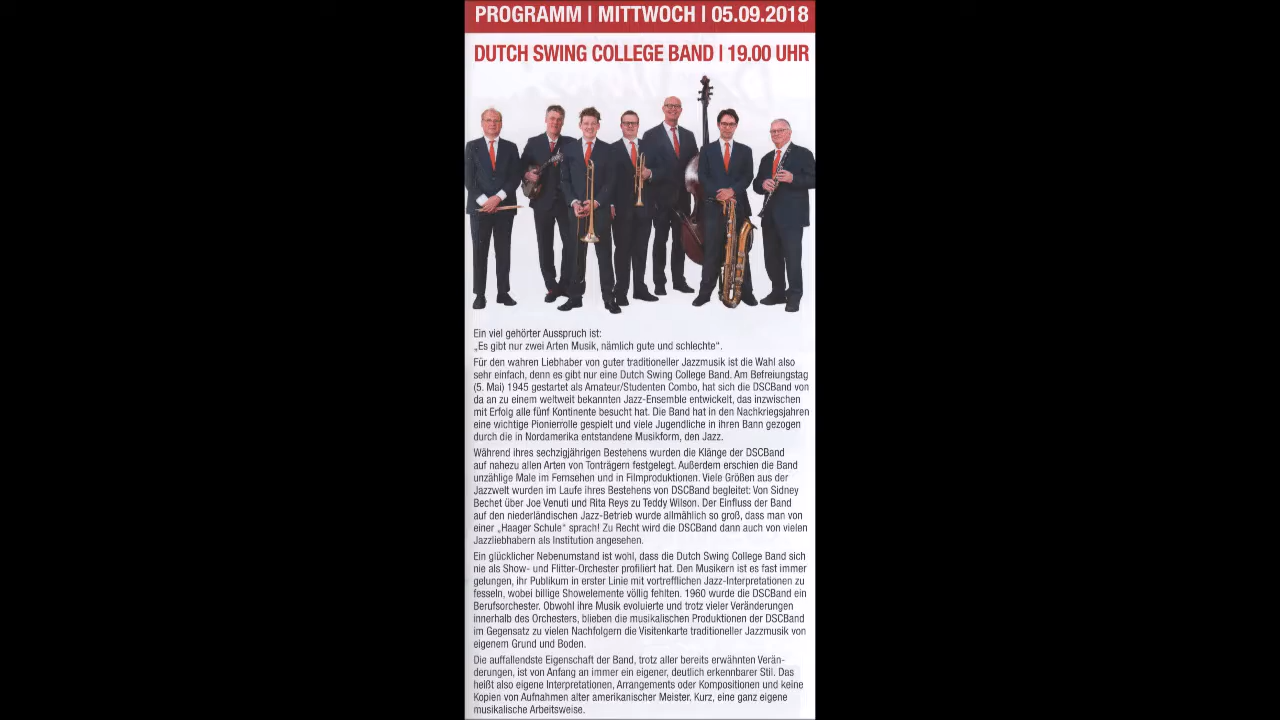 PROGRAMM | MITTWOCH | 05.09.2018
DUTCH SWING COLLEGE BAND | 19.00 UHR
Ein viel gehörter Ausspruch ist:
„Es gibt nur zwei Arten Musik, nämlich gute und schlechte“.
Für den wahren Liebhaber von guter traditioneller Jazzmusik ist die Wahl also
sehr einfach, denn es gibt nur eine Dutch Swing College Band. Am Befreiungstag
(5. Mai) 1945 gestartet als Amateur/Studenten Combo, hat sich die DSCBand von
da an zu einem weltweit bekannten Jazz-Ensemble entwickelt, das inzwischen
mit Erfolg alle fünf Kontinente besucht hat. Die Band hat in den Nachkriegsjahren
eine wichtige Pionierrolle gespielt und viele Jugendliche in ihren Bann gezogen
durch die in Nordamerika entstandene Musikform, den Jazz.
Während ihres sechzigjährigen Bestehens wurden die Klänge der DSCBand
auf nahezu allen Arten von Tonträgern festgelegt. Außerdem erschien die Band
unzählige Male im Fernsehen und in Filmproduktionen. Viele Größen aus der
Jazzwelt wurden im Laufe ihres Bestehens von DSCBand begleitet: Von Sidney
Bechet über Joe Venuti und Rita Reys zu Teddy Wilson. Der Einfluss der Band
auf den niederländischen Jazz-Betrieb wurde allmählich so groß, dass man von
einer „Haager Schule“ sprach! Zu Recht wird die DSCBand dann auch von vielen
Jazzliebhabern als Institution angesehen.
Ein glücklicher Nebenumstand ist wohl, dass die Dutch Swing College Band sich
nie als Show- und Flitter-Orchester profiliert hat. Den Musikern ist es fast immer
gelungen, ihr Publikum in erster Linie mit vortrefflichen Jazz-Interpretationen zu
fesseln, wobei billige Showelemente völlig fehlten. 1960 wurde die DSCBand ein
Berufsorchester. Obwohl ihre Musik evoluierte und trotz vieler Veränderungen
innerhalb des Orchesters, blieben die musikalischen Produktionen der DSCBand
im Gegensatz zu vielen Nachfolgern die Visitenkarte traditioneller Jazzmusik von
eigenem Grund und Boden.
Die auffallendste Eigenschaft der Band, trotz aller bereits erwähnten Verän-
derungen, ist von Anfang an immer ein eigener, deutlich erkennbarer Stil. Das
heißt also eigene Interpretationen, Arrangements oder Kompositionen und keine
Kopien von Aufnahmen alter amerikanischer Meister. Kurz, eine ganz eigene
musikalische Arbeitsweise.